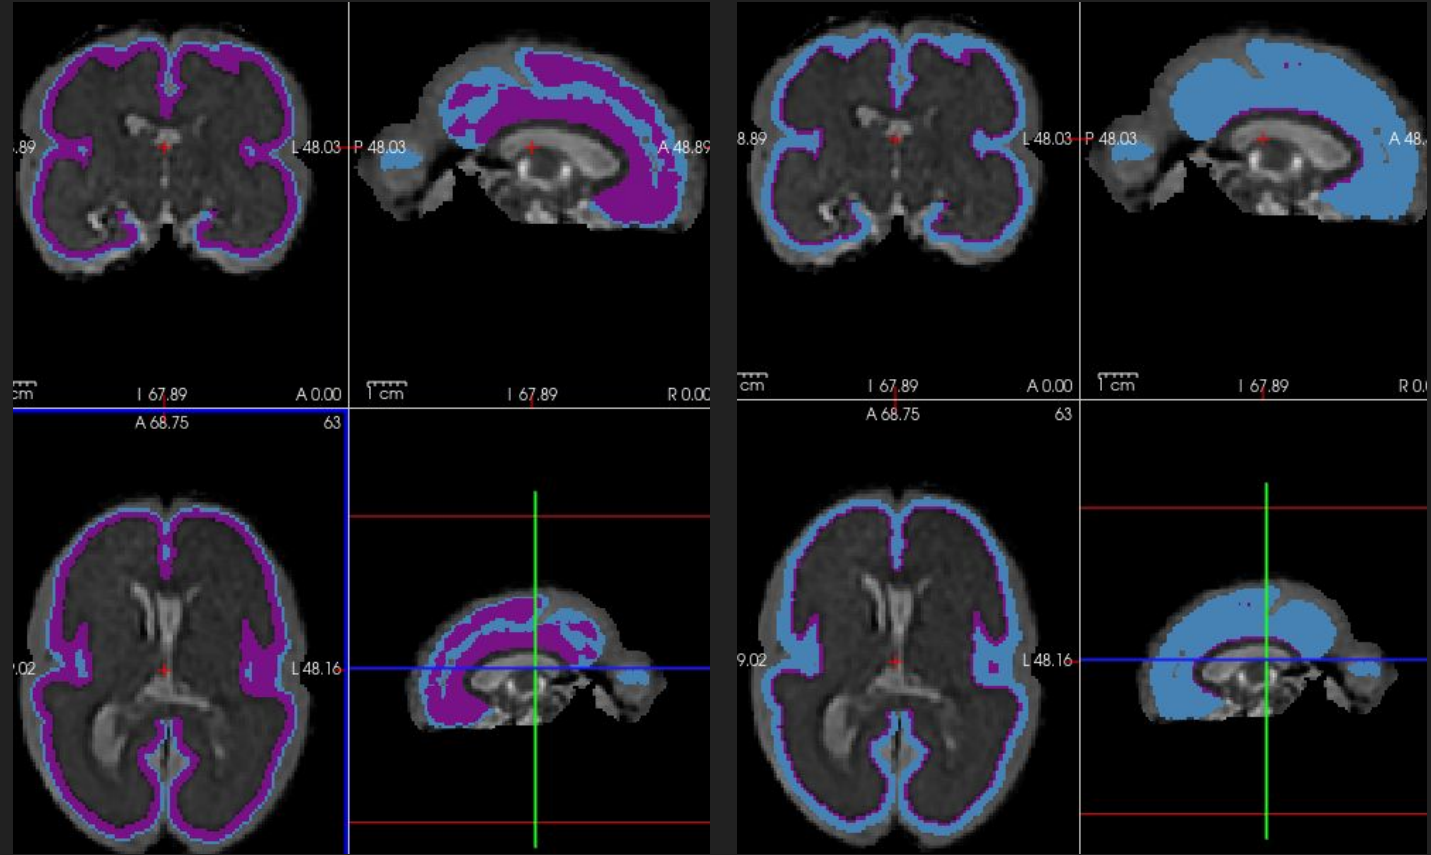 .89
L 48.03
P 48.03
A 48.89
8.89
L 48.03
P 48.03
A 48.
cm
I 67.89
A 0.00
1 cm
I 67.89
R 0.00
cm
I 67.89
A 0.00
1 cm
I 67.89
R 0.0
A 68.75
63
A 68.75
63
.02
L 48.16
9.02
L 48.16